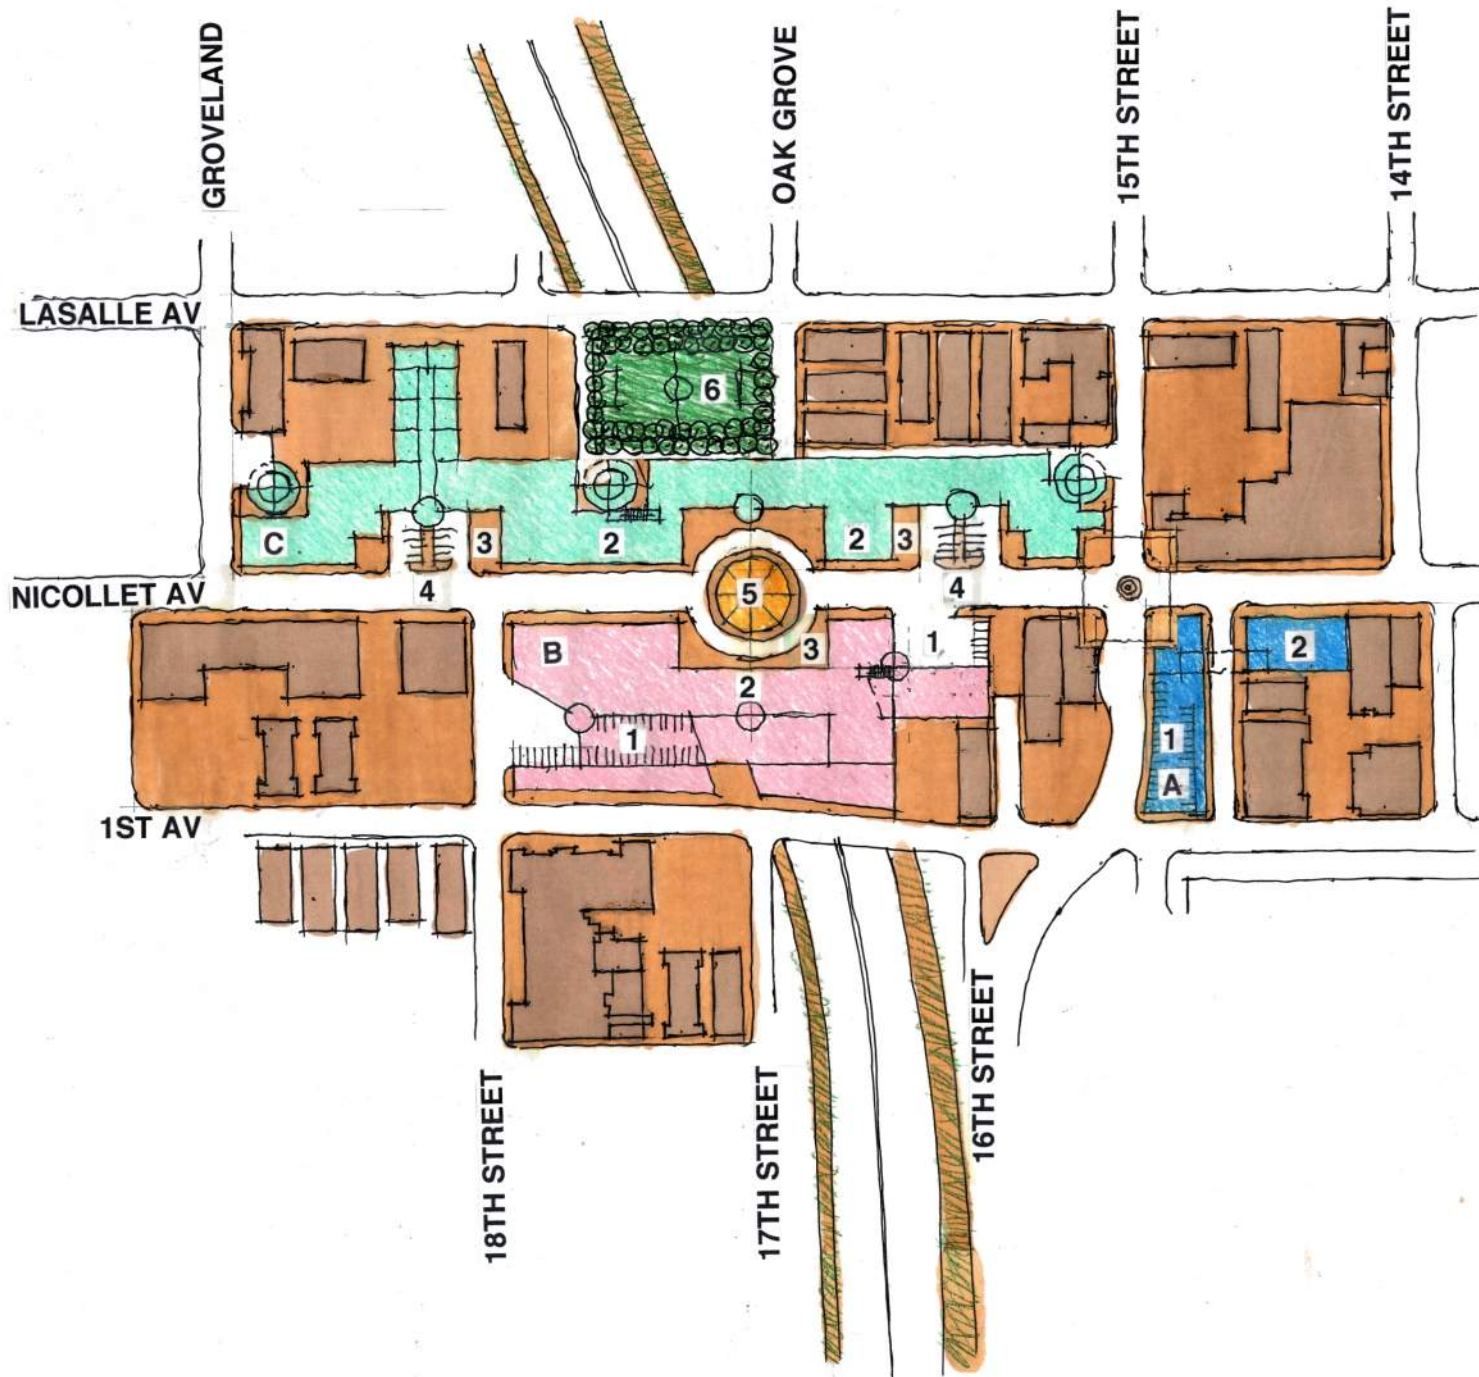 GROVELAND
OAK GROVE
15TH STREET
14TH STREET
LASALLE AV
6
C
3
2
2
3
NICOLLET AV
4
5
4
B
3
1
2
2
1
1
A
1ST AV
18TH STREET
17TH STREET
16TH STREET